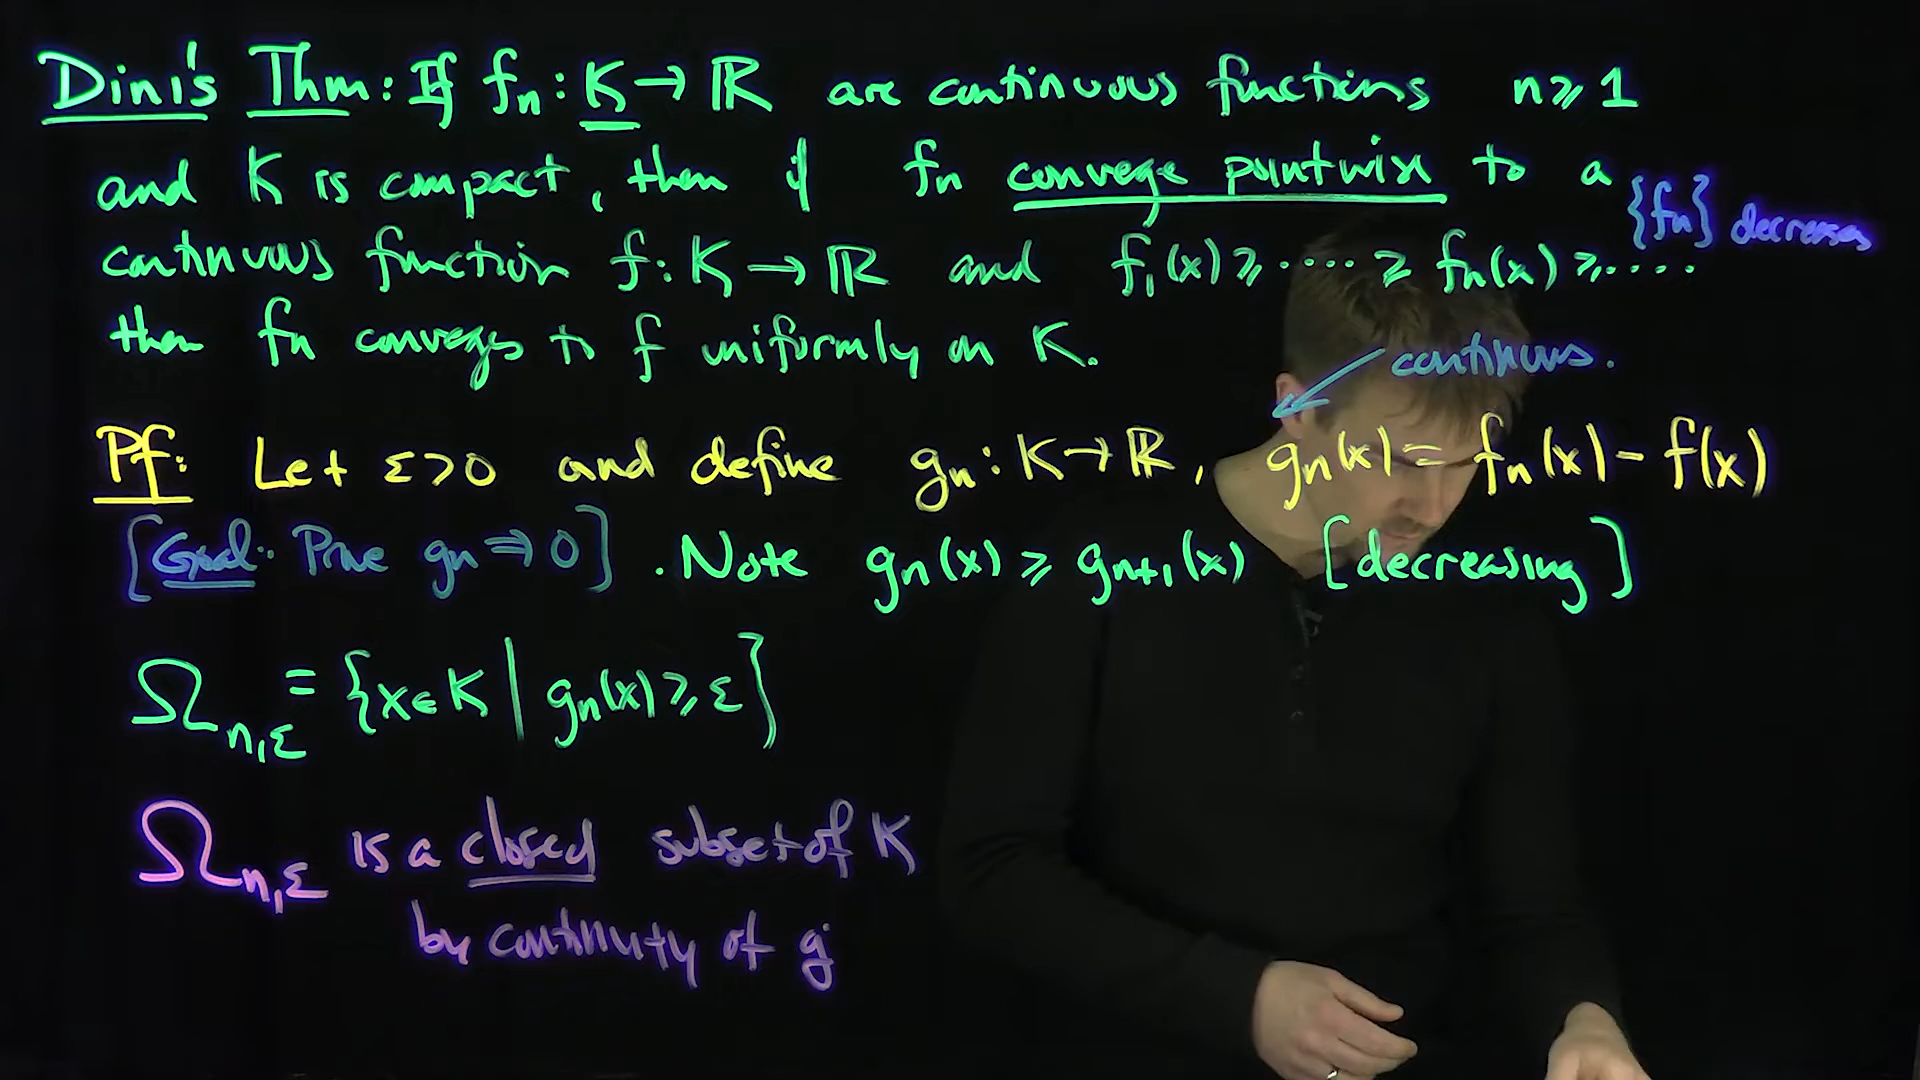 Dini's Thm: If fn : K → ℝ are continuous functions n ≥ 1
and K is compact, then if fn converge pointwise to a
{fn} decreases
continuous function f : K → ℝ and f₁(x) ≥ ..... ≥ fn(x) ≥ .....
then fn converges to f uniformly on K.
continuous.
Pf: Let ε>0 and define gn : K → ℝ, gn(x) = fn(x) - f(x)
[Goal: Prove gn ⇒ 0] . Note gn(x) ≥ gn+1(x) [decreasing]
Ωn,ε = {x ∈ K | gn(x) ≥ ε}
Ωn,ε is a closed subset of K
by continuity of g